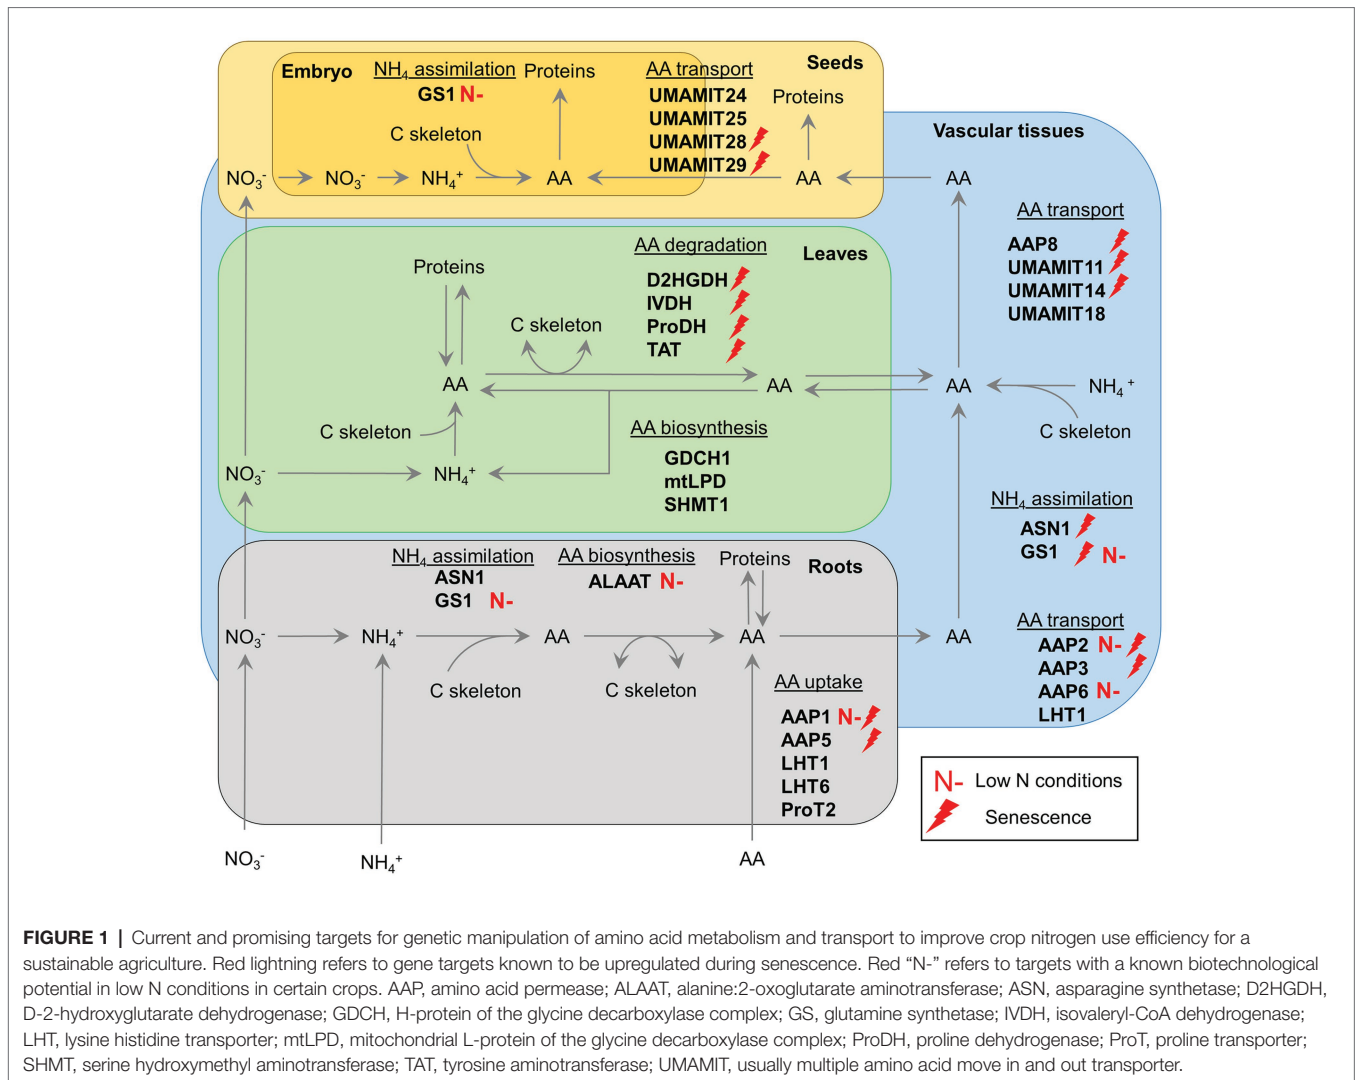 Embryo
NH4 assimilation
GS1 N-
Proteins
C skeleton
NO3-
NO3-
NH4+
AA
AA transport
UMAMIT24
UMAMIT25
UMAMIT28
UMAMIT29
Seeds
Proteins
AA
Vascular tissues
AA
AA transport
AAP8
UMAMIT11
UMAMIT14
UMAMIT18
Leaves
Proteins
AA degradation
D2HGDH
IVDH
ProDH
TAT
C skeleton
AA
AA
AA
NH4+
C skeleton
C skeleton
NO3-
NH4+
AA biosynthesis
GDCH1
mtLPD
SHMT1
NH4 assimilation
ASN1
GS1 N-
Roots
NH4 assimilation
ASN1
GS1 N-
AA biosynthesis
ALAAT N-
Proteins
NO3-
NH4+
AA
AA
AA
C skeleton
C skeleton
AA uptake
AAP1 N-
AAP5
LHT1
LHT6
ProT2
AA transport
AAP2 N-
AAP3
AAP6 N-
LHT1
N- Low N conditions
Senescence
NO3-
NH4+
AA
FIGURE 1 | Current and promising targets for genetic manipulation of amino acid metabolism and transport to improve crop nitrogen use efficiency for a
sustainable agriculture. Red lightning refers to gene targets known to be upregulated during senescence. Red “N-” refers to targets with a known biotechnological
potential in low N conditions in certain crops. AAP, amino acid permease; ALAAT, alanine:2-oxoglutarate aminotransferase; ASN, asparagine synthetase; D2HGDH,
D-2-hydroxyglutarate dehydrogenase; GDCH, H-protein of the glycine decarboxylase complex; GS, glutamine synthetase; IVDH, isovaleryl-CoA dehydrogenase;
LHT, lysine histidine transporter; mtLPD, mitochondrial L-protein of the glycine decarboxylase complex; ProDH, proline dehydrogenase; ProT, proline transporter;
SHMT, serine hydroxymethyl aminotransferase; TAT, tyrosine aminotransferase; UMAMIT, usually multiple amino acid move in and out transporter.